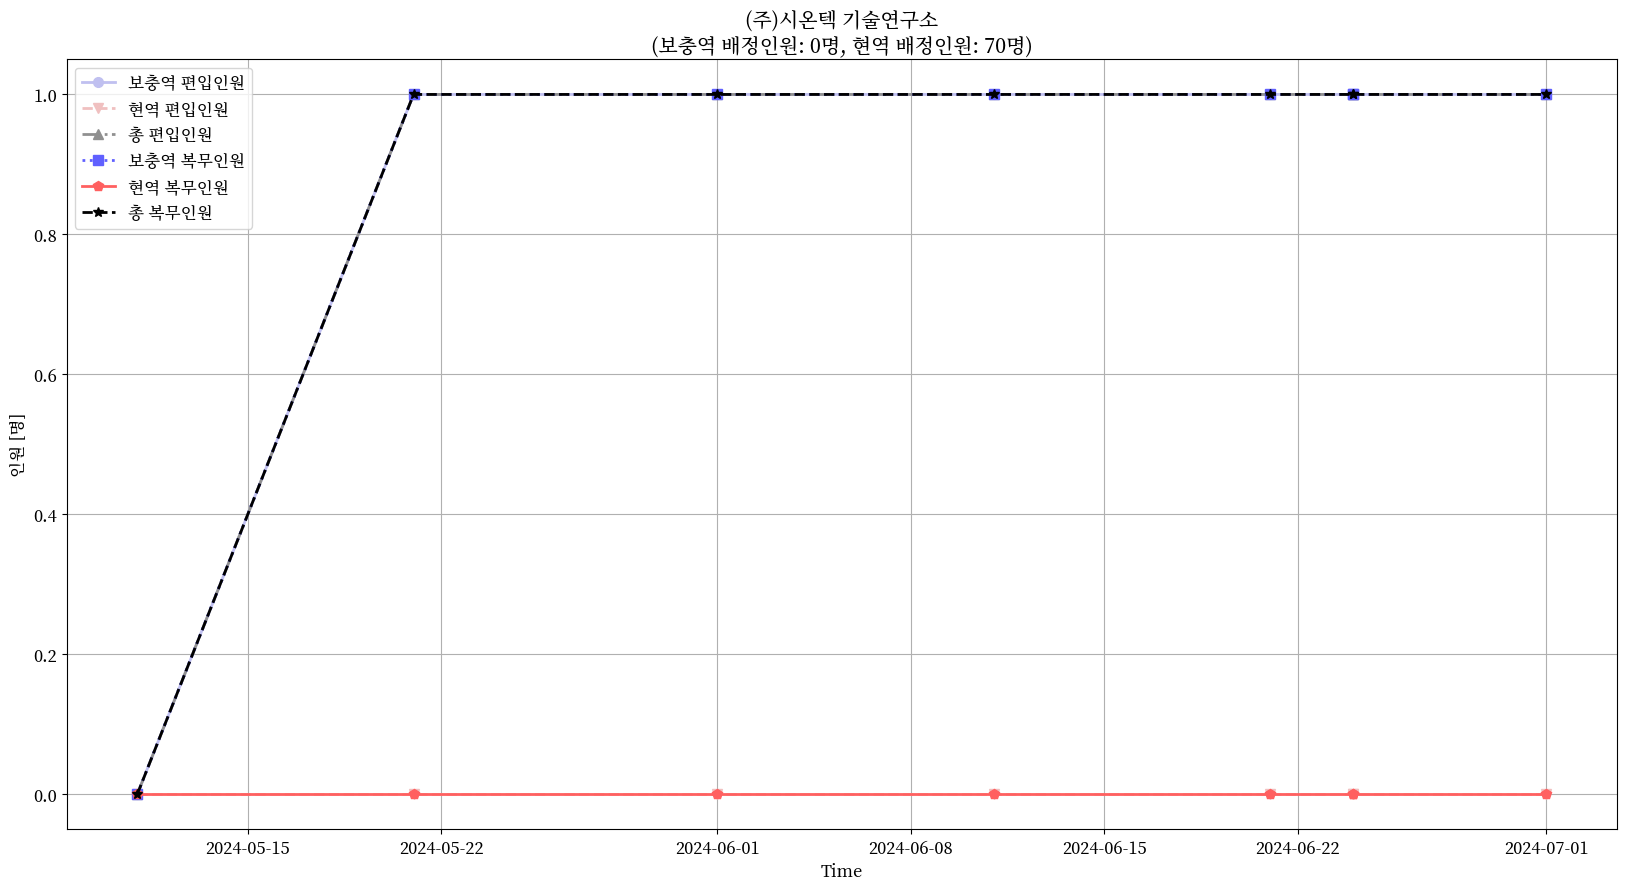 (주)시온텍 기술연구소
(보충역 배정인원: 0명, 현역 배정인원: 70명)
보충역 편입인원
현역 편입인원
총 편입인원
보충역 복무인원
현역 복무인원
총 복무인원
1.0
0.8
0.6
0.4
0.2
0.0
인원 [명]
2024-05-15
2024-05-22
2024-06-01
2024-06-08
2024-06-15
2024-06-22
2024-07-01
Time